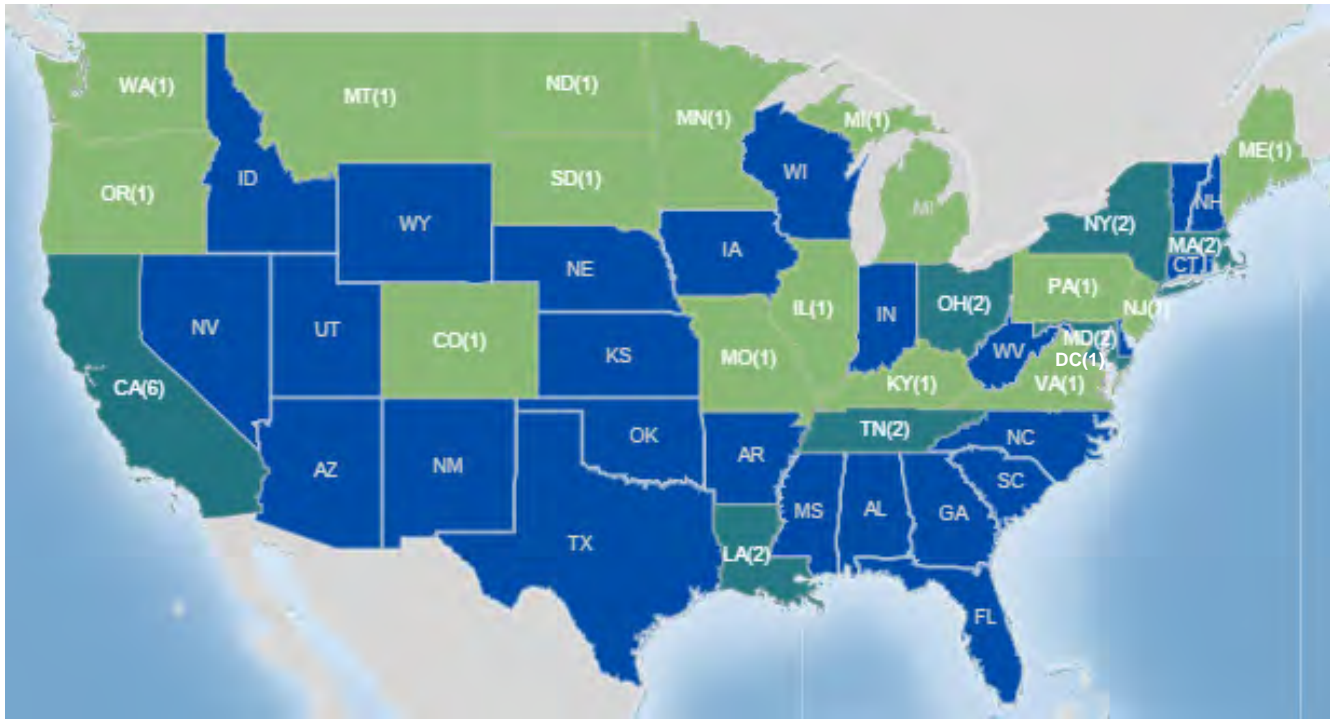 WA(1)
MT(1)
ND(1)
MN(1)
MI(1)
ME(1)
OR(1)
ID
SD(1)
WI
MI
NH
WY
NY(2)
IA
MA(2)
NE
CT
NV
UT
CO(1)
KS
MO(1)
IL(1)
IN
OH(2)
PA(1)
NJ(1)
WV
MD(2)
DC(1)
CA(6)
KY(1)
VA(1)
AZ
NM
OK
AR
TN(2)
NC
SC
MS
AL
GA
TX
LA(2)
FL